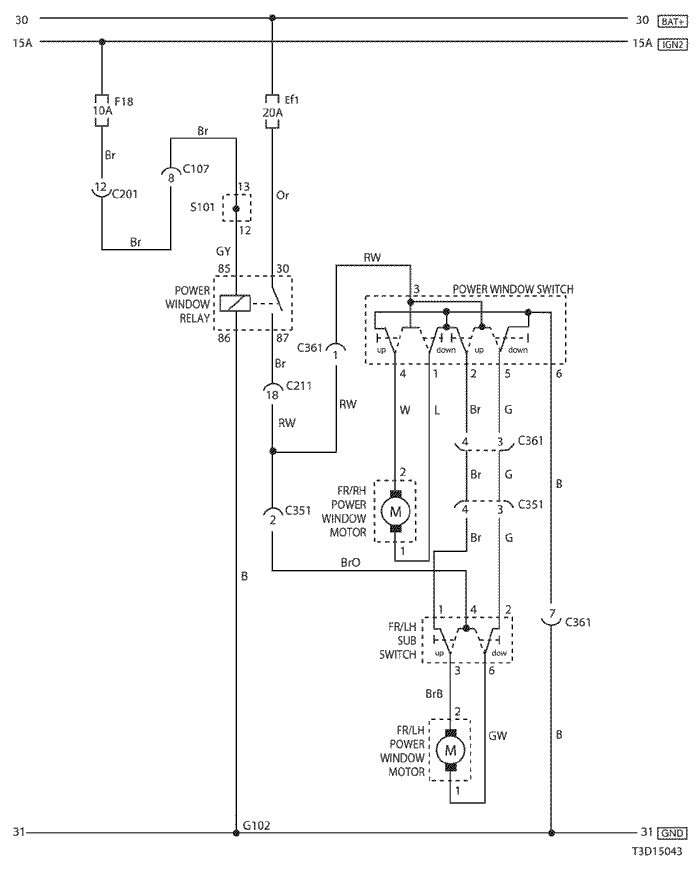 30
30 BAT+
15A
15A IGN2
F18
10A
Ef1
20A
Br
Br
C107
8
12
C201
Br
13
S101
12
Or
GY
85
30
POWER
WINDOW
RELAY
86
87
RW
3
POWER WINDOW SWITCH
up
down
up
down
C361
1
4
1
2
5
6
Br
C211
18
RW
RW
W
L
Br
G
4
3
C361
2
Br
G
B
FR/RH
POWER
WINDOW
MOTOR
M
1
C351
2
4
3
C351
Br
G
BrO
B
1
4
2
7
C361
FR/LH
SUB
SWITCH
up
dow
3
6
BrB
2
FR/LH
POWER
WINDOW
MOTOR
M
GW
B
1
G102
31
31 GND
T3D15043